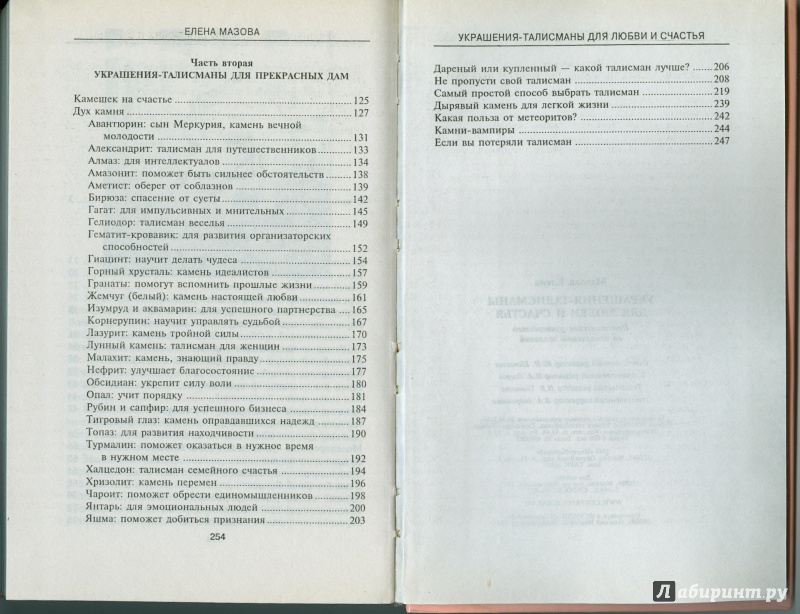 ЕЛЕНА МАЗОВА
Часть вторая
УКРАШЕНИЯ-ТАЛИСМАНЫ ДЛЯ ПРЕКРАСНЫХ ДАМ
Камешек на счастье 125
Дух камня 127
Авантюрин: сын Меркурия, камень вечной
молодости 131
Александрит: талисман для путешественников 133
Алмаз: для интеллектуалов 134
Амазонит: поможет быть сильнее обстоятельств 138
Аметист: оберег от соблазнов 139
Бирюза: спасение от суеты 142
Гагат: для импульсивных и мнительных 145
Гелиодор: талисман веселья 149
Гематит-кровавик: для развития организаторских
способностей 152
Гиацинт: научит делать чудеса 154
Горный хрусталь: камень идеалистов 157
Гранаты: помогут вспомнить прошлые жизни 159
Жемчуг (белый): камень настоящей любви 161
Изумруд и аквамарин: для успешного партнерства 165
Корнерупин: научит управлять судьбой 167
Лазурит: камень тройной силы 170
Лунный камень: талисман для женщин 173
Малахит: камень, знающий правду 175
Нефрит: улучшает благосостояние 177
Обсидиан: укрепит силу воли 180
Опал: учит порядку 181
Рубин и сапфир: для успешного бизнеса 184
Тигровый глаз: камень оправдавшихся надежд 187
Топаз: для развития находчивости 190
Турмалин: поможет оказаться в нужное время
в нужном месте 192
Халцедон: талисман семейного счастья 194
Хризолит: камень перемен 196
Чароит: поможет обрести единомышленников 198
Янтарь: для эмоциональных людей 200
Яшма: поможет добиться признания 203
254
УКРАШЕНИЯ-ТАЛИСМАНЫ ДЛЯ ЛЮБВИ И СЧАСТЬЯ
Дареный или купленный — какой талисман лучше? 206
Не пропусти свой талисман 208
Самый простой способ выбрать талисман 219
Дырявый камень для легкой жизни 239
Какая польза от метеоритов? 242
Камни-вампиры 244
Если вы потеряли талисман 247
Лабиринт.ру